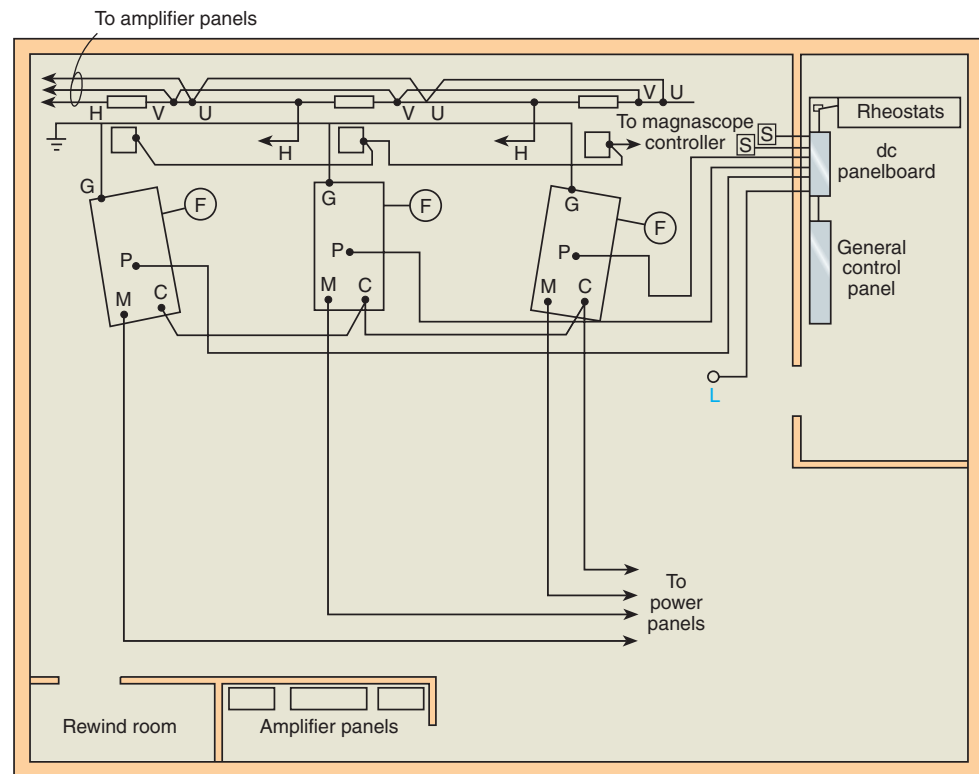 To amplifier panels
H V U
H
V U
H
V U
To magnascope
controller
S
S
Rheostats
dc
panelboard
General
control
panel
G
F
P
M C
G
F
P
M C
G
F
P
M C
L
To
power
panels
Rewind room
Amplifier panels